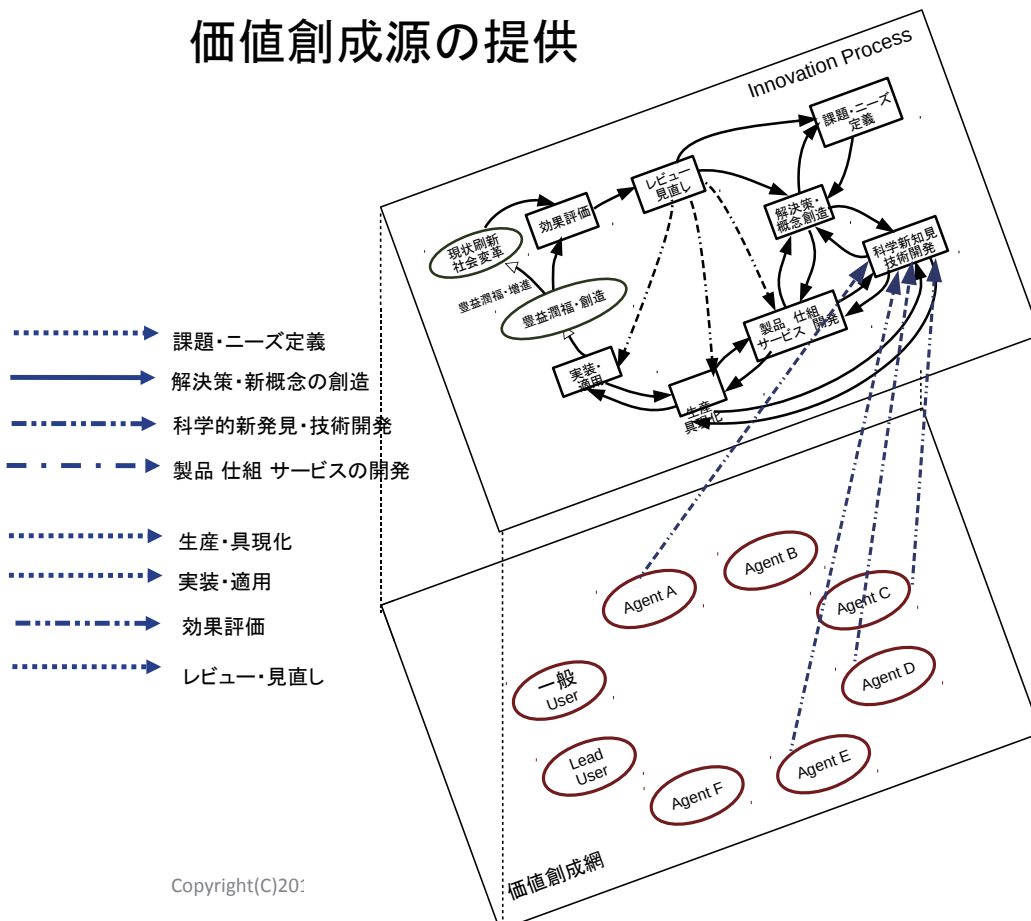 価値創成源の提供
Innovation Process
課題・ニーズ
定義
レビュー
見直し
解決策・
概念創造
効果評価
科学新知見
技術開発
現状刷新
社会変革
豊益潤福・増進
豊益潤福・創造
製品 仕組
サービス 開発
実装・
適用
生産・
具現化
課題・ニーズ定義
解決策・新概念の創造
科学的新発見・技術開発
製品 仕組 サービスの開発
生産・具現化
実装・適用
効果評価
レビュー・見直し
Agent A
Agent B
Agent C
Agent D
Agent E
Agent F
一般
User
Lead
User
価値創成網
Copyright(C)201